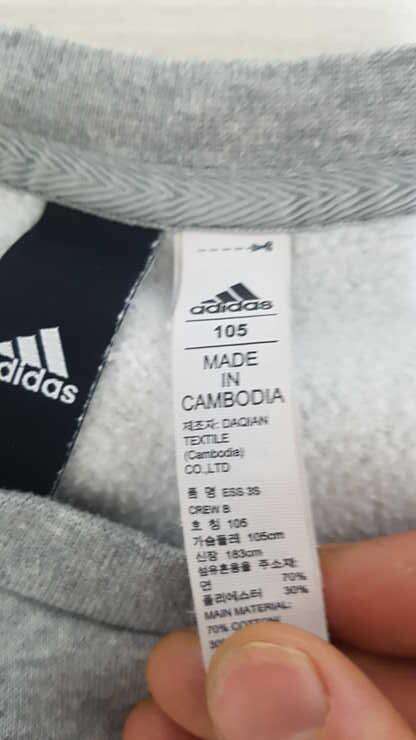 adidas
adidas
105
MADE
IN
CAMBODIA
제조자: DAQIAN
TEXTILE
(Cambodia)
CO.,LTD
품 명 ESS 3S
CREW B
호 칭 105
가슴둘레 105cm
신장 183cm
섬유혼용율 주소재:
면 70%
폴리에스터 30%
MAIN MATERIAL:
70% COTTON